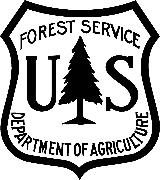 FOREST SERVICE
U S
DEPARTMENT OF AGRICULTURE